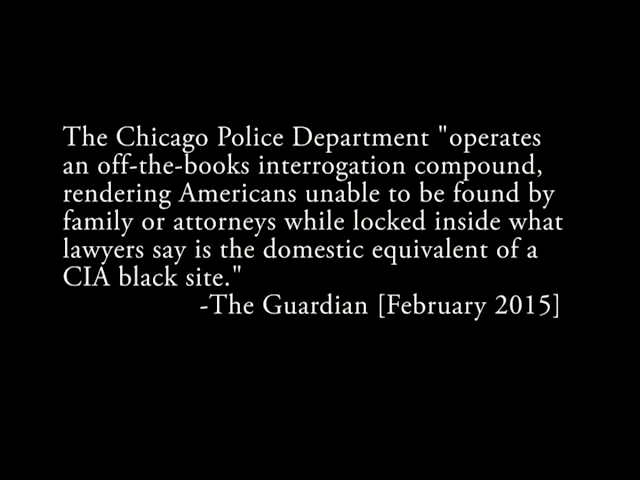 The Chicago Police Department "operates
an off-the-books interrogation compound,
rendering Americans unable to be found by
family or attorneys while locked inside what
lawyers say is the domestic equivalent of a
CIA black site."
-The Guardian [February 2015]